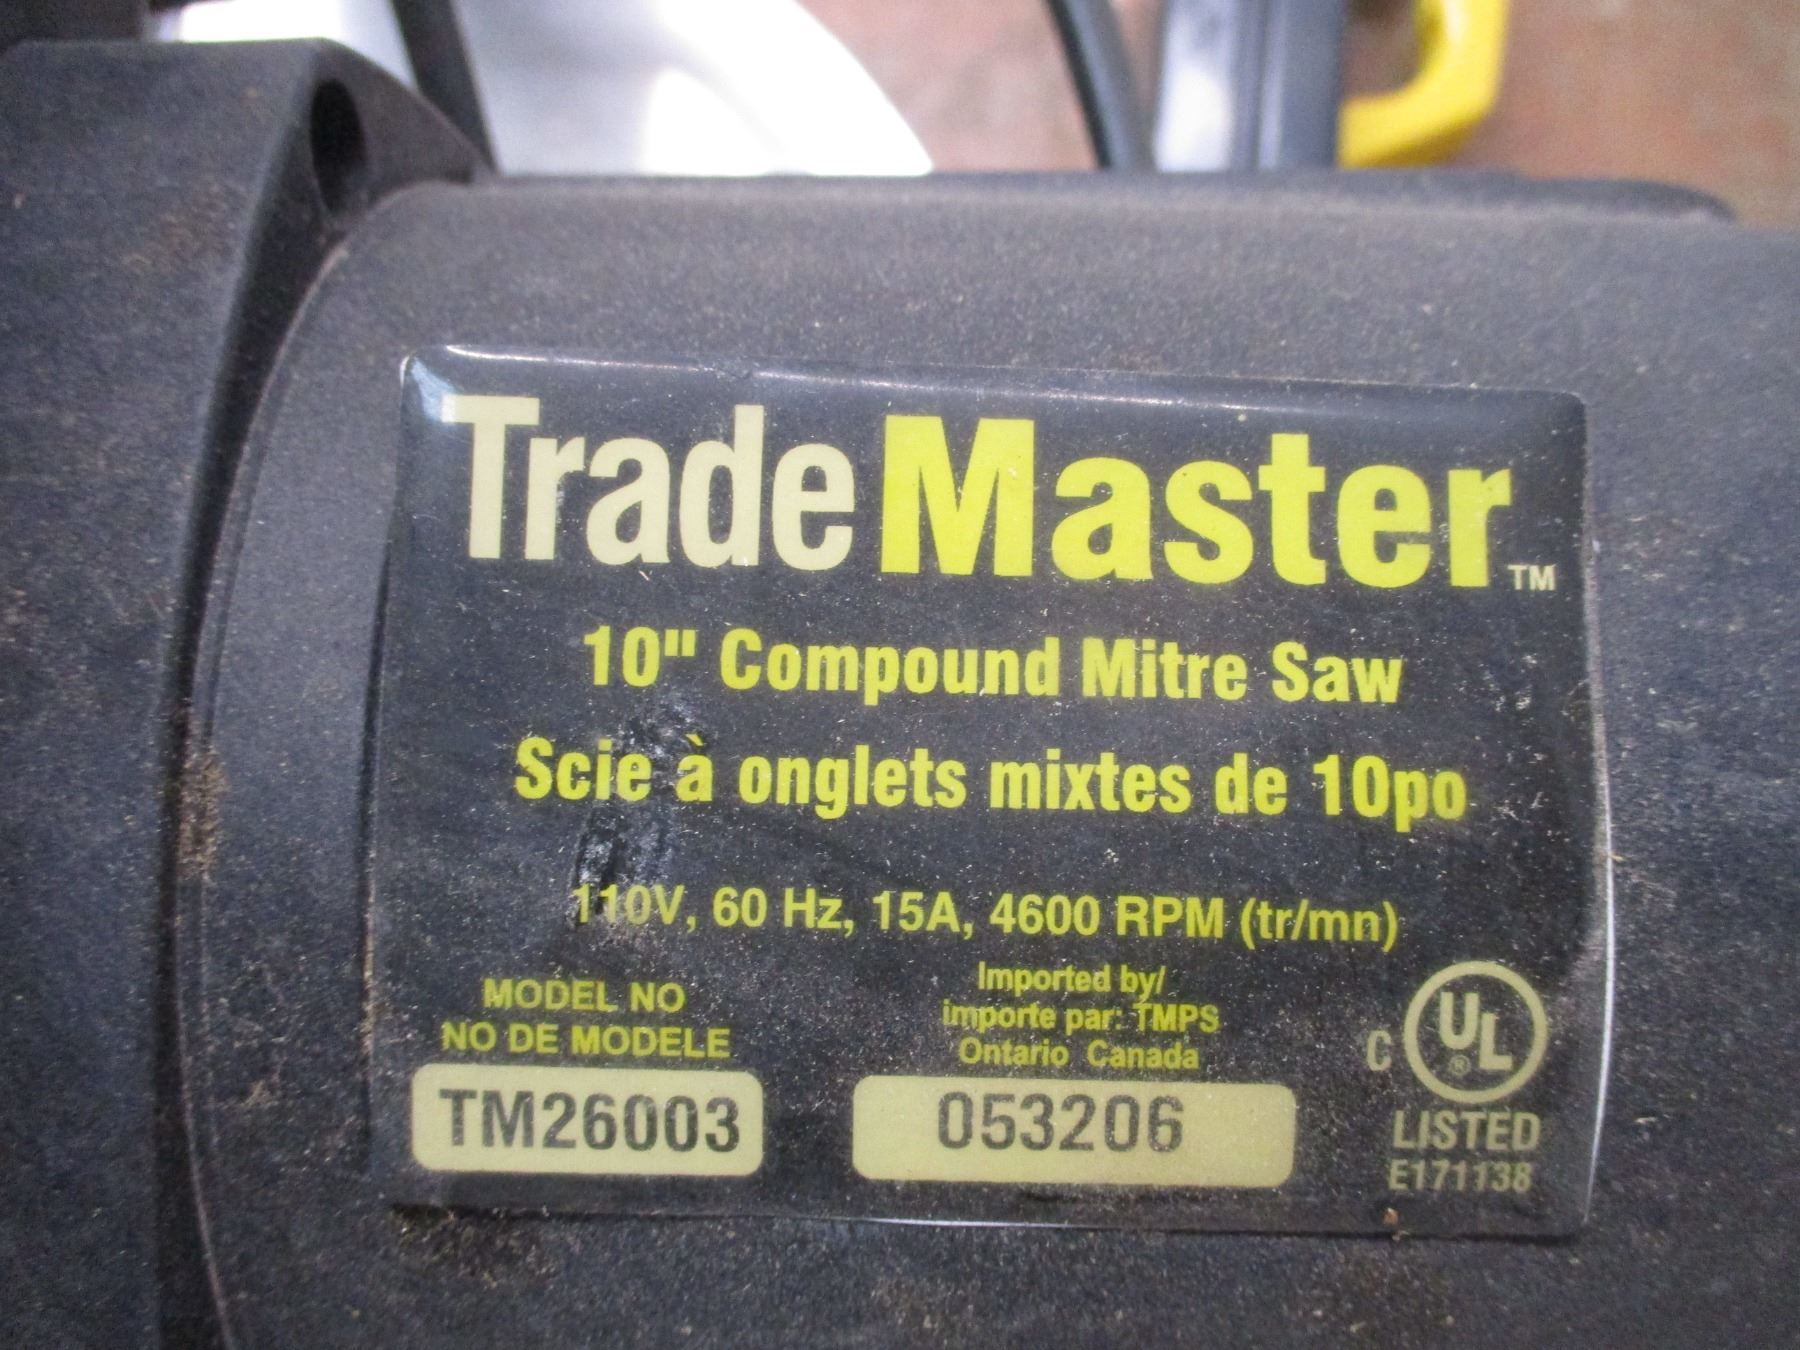 TradeMaster™
10" Compound Mitre Saw
Scie à onglets mixtes de 10po
110V, 60 Hz, 15A, 4600 RPM (tr/mn)
MODEL NO
NO DE MODELE
TM26003
Imported by/
importe par: TMPS
Ontario Canada
053206
C UL ®
LISTED
E171138